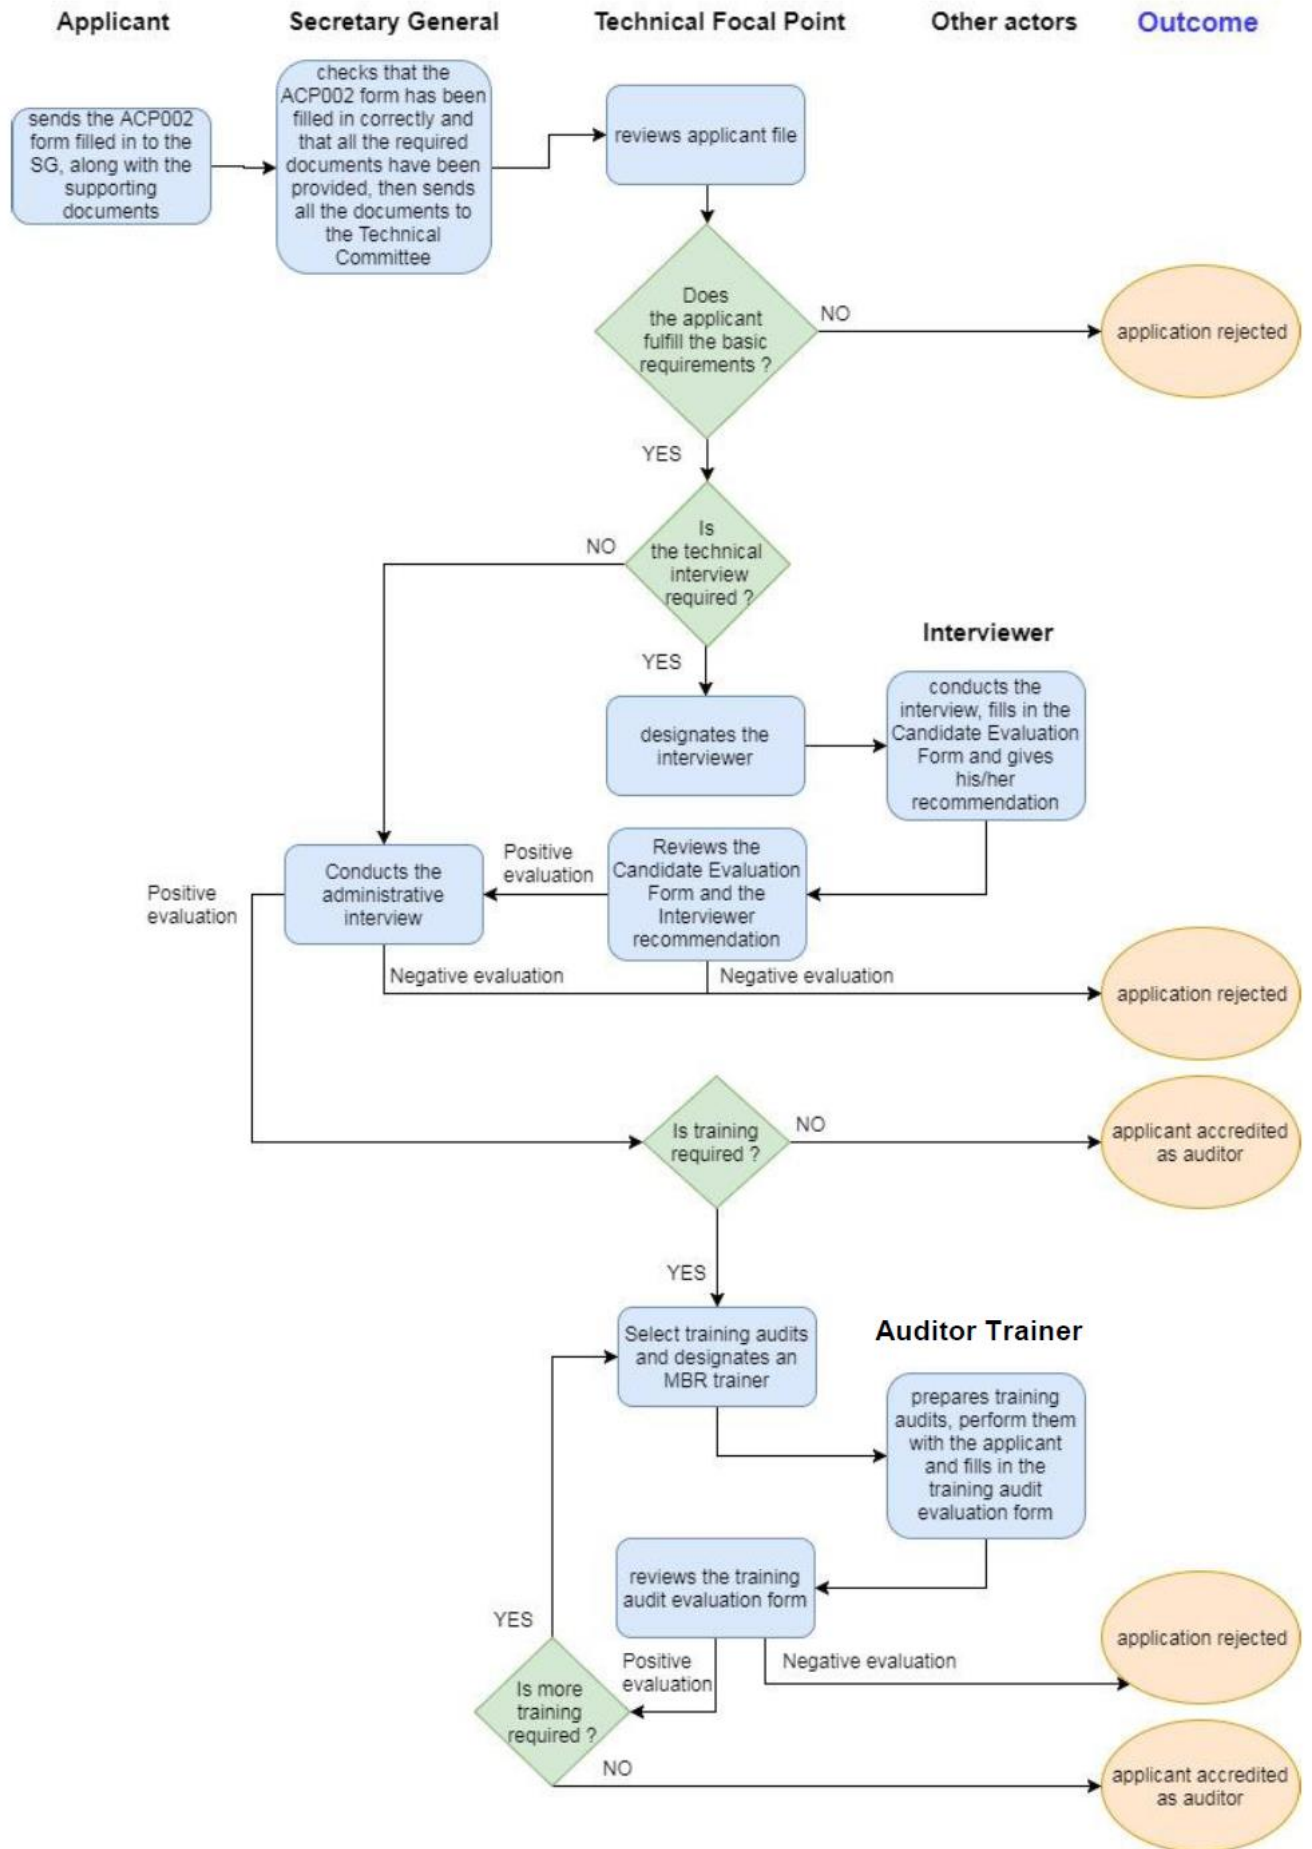 Applicant
Secretary General
Technical Focal Point
Other actors
Outcome
sends the ACP002
form filled in to the
SG, along with the
supporting
documents
checks that the
ACP002 form has been
filled in correctly and
that all the required
documents have been
provided, then sends
all the documents to
the Technical
Committee
reviews applicant file
Does
the applicant
fulfill the basic
requirements ?
NO
application rejected
YES
Is
the technical
interview
required ?
NO
YES
Interviewer
designates the
interviewer
conducts the
interview, fills in the
Candidate Evaluation
Form and gives
his/her
recommendation
Reviews the
Candidate Evaluation
Form and the
Interviewer
recommendation
Positive
evaluation
Conducts the
administrative
interview
Positive
evaluation
Negative evaluation
Negative evaluation
application rejected
Is training
required ?
NO
applicant accredited
as auditor
YES
Select training audits
and designates an
MBR trainer
Auditor Trainer
prepares training
audits, perform them
with the applicant
and fills in the
training audit
evaluation form
reviews the training
audit evaluation form
YES
Positive
evaluation
Negative evaluation
application rejected
Is more
training
required ?
NO
applicant accredited
as auditor